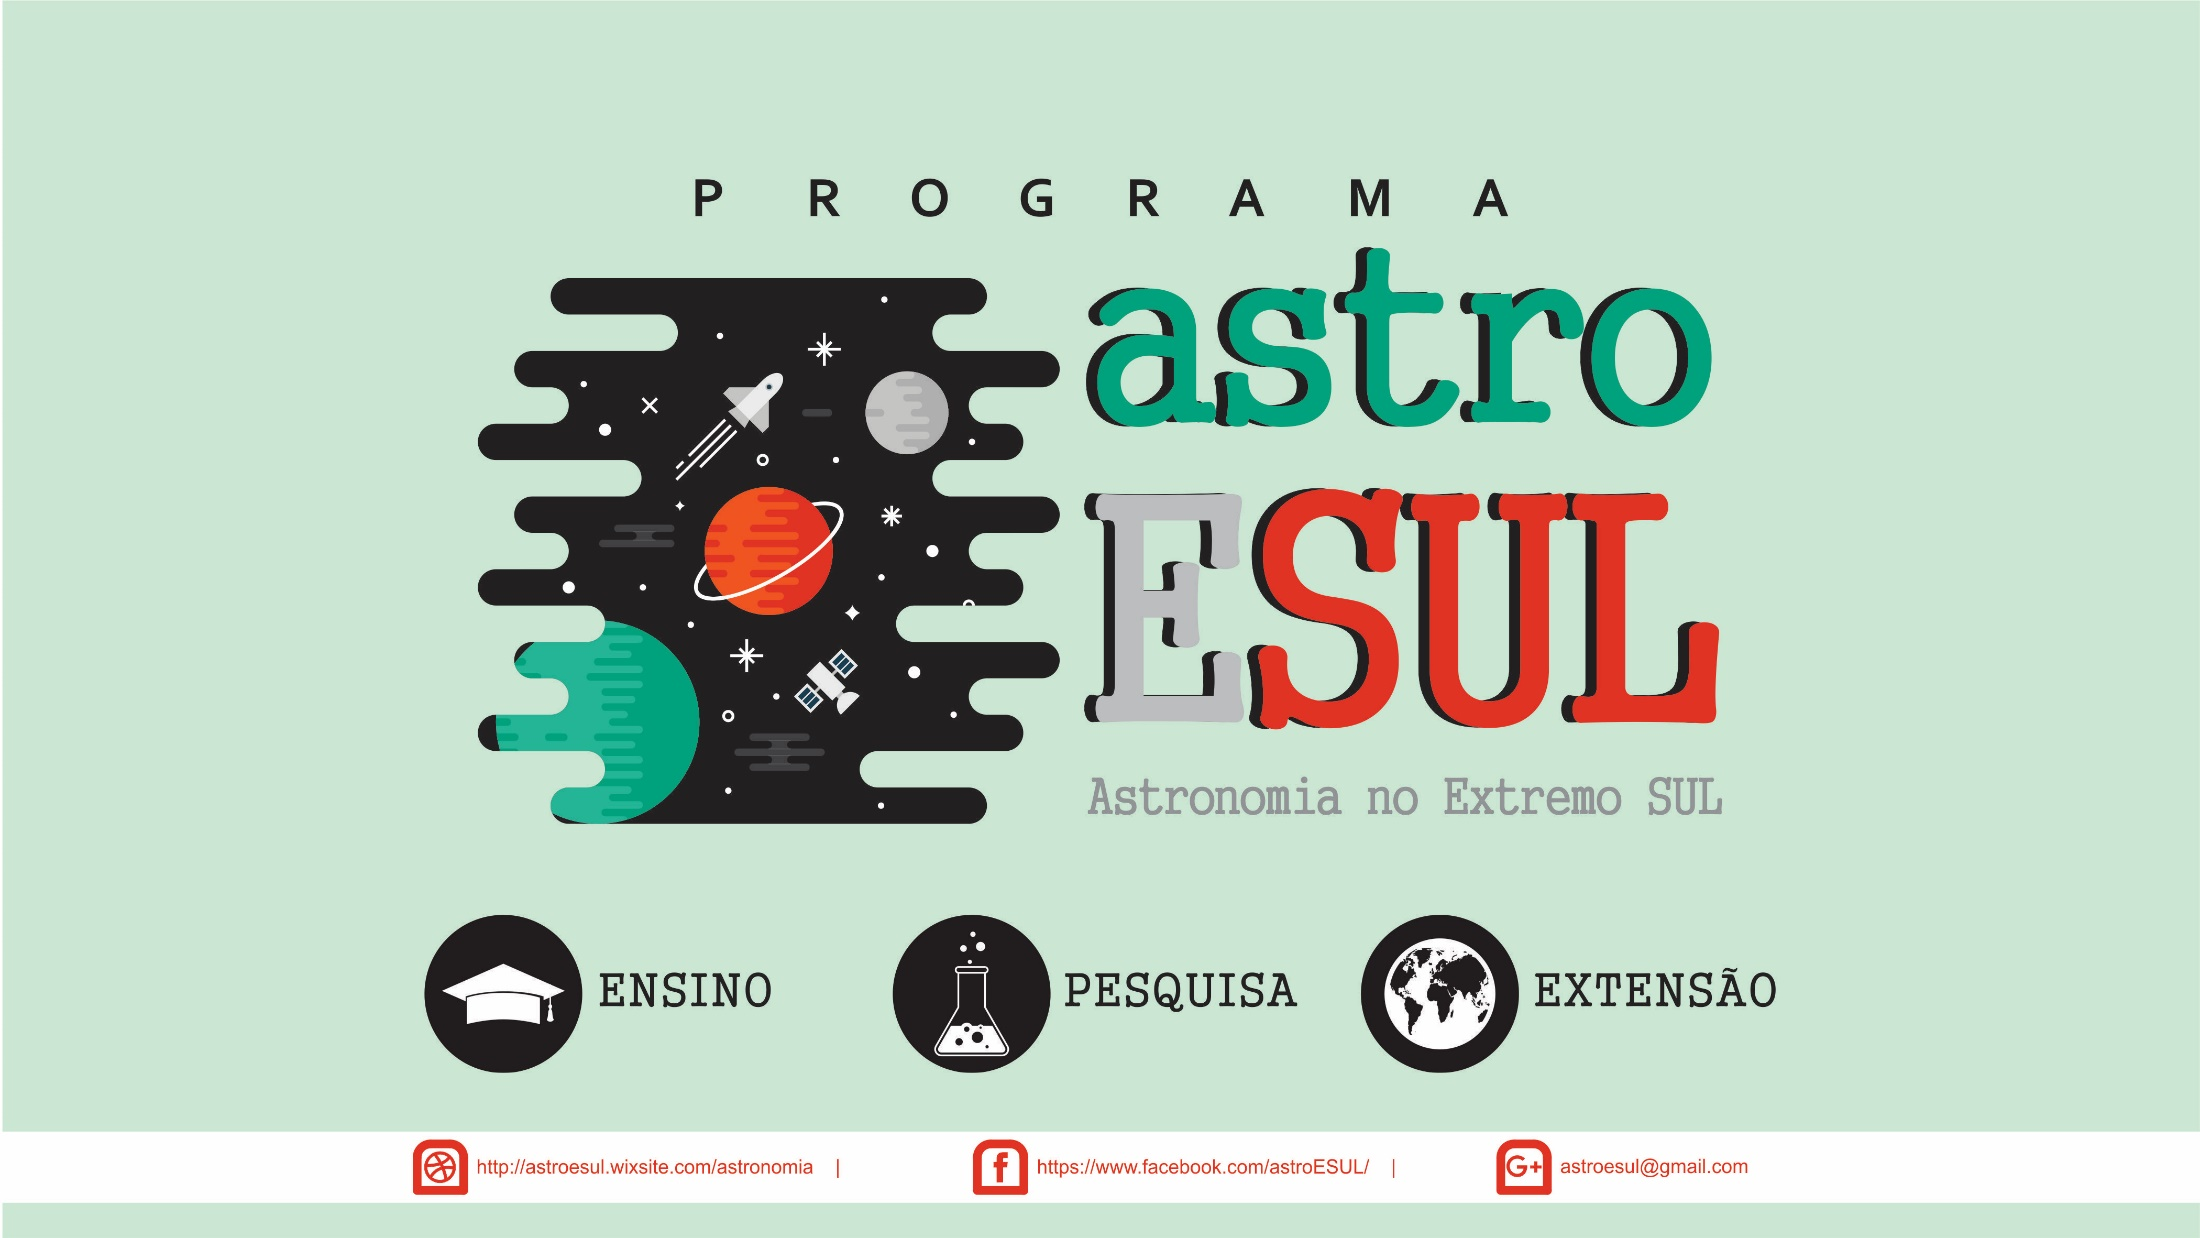 PROGRAMA
astro
ESUL
Astronomia no Extremo SUL
ENSINO
PESQUISA
EXTENSÃO
http://astroesul.wixsite.com/astronomia |
f https://www.facebook.com/astroESUL/ |
G+ astroesul@gmail.com